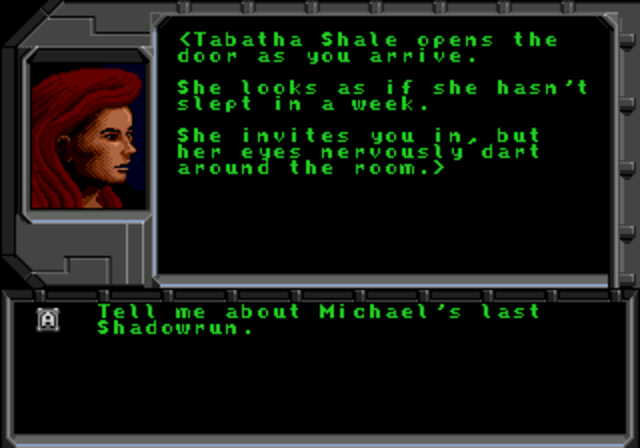 <Tabatha Shale opens the
door as you arrive.
She looks as if she hasn't
slept in a week.
She invites you in, but
her eyes nervously dart
around the room.>
A Tell me about Michael's last
Shadowrun.